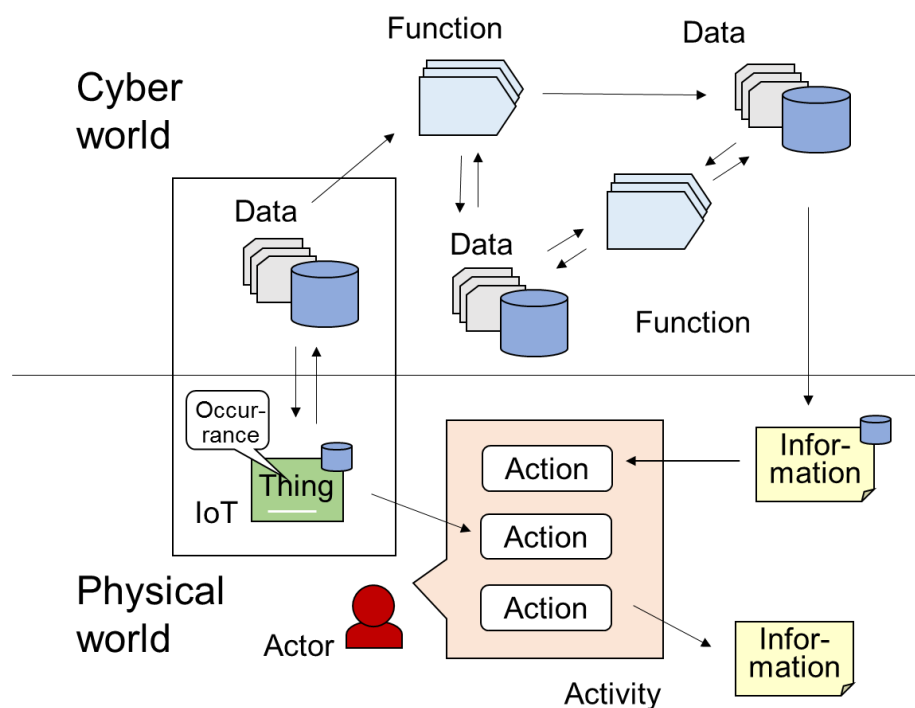 Function
Data
Cyber
world
Data
Data
Function
Occur-
rance
Thing
IoT
Action
Infor-
mation
Action
Physical
world
Action
Actor
Infor-
mation
Activity